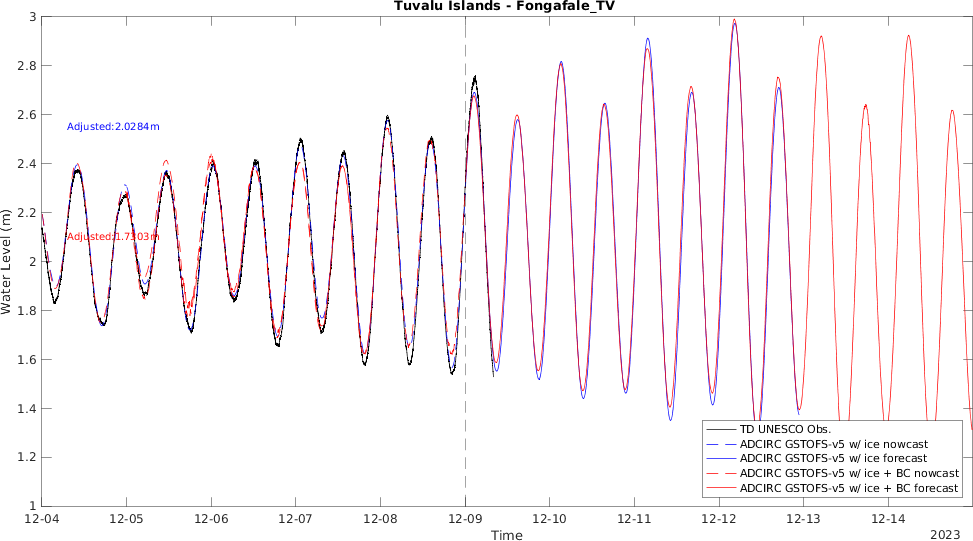 Tuvalu Islands - Fongafale_TV
3
2.8
2.6
2.4
2.2
2
1.8
1.6
1.4
1.2
1
Water Level (m)
Adjusted:2.0284m
Adjusted:1.7303m
TD UNESCO Obs.
ADCIRC GSTOFS-v5 w/ ice nowcast
ADCIRC GSTOFS-v5 w/ ice forecast
ADCIRC GSTOFS-v5 w/ ice + BC nowcast
ADCIRC GSTOFS-v5 w/ ice + BC forecast
12-04 12-05 12-06 12-07 12-08 12-09 12-10 12-11 12-12 12-13 12-14
Time
2023